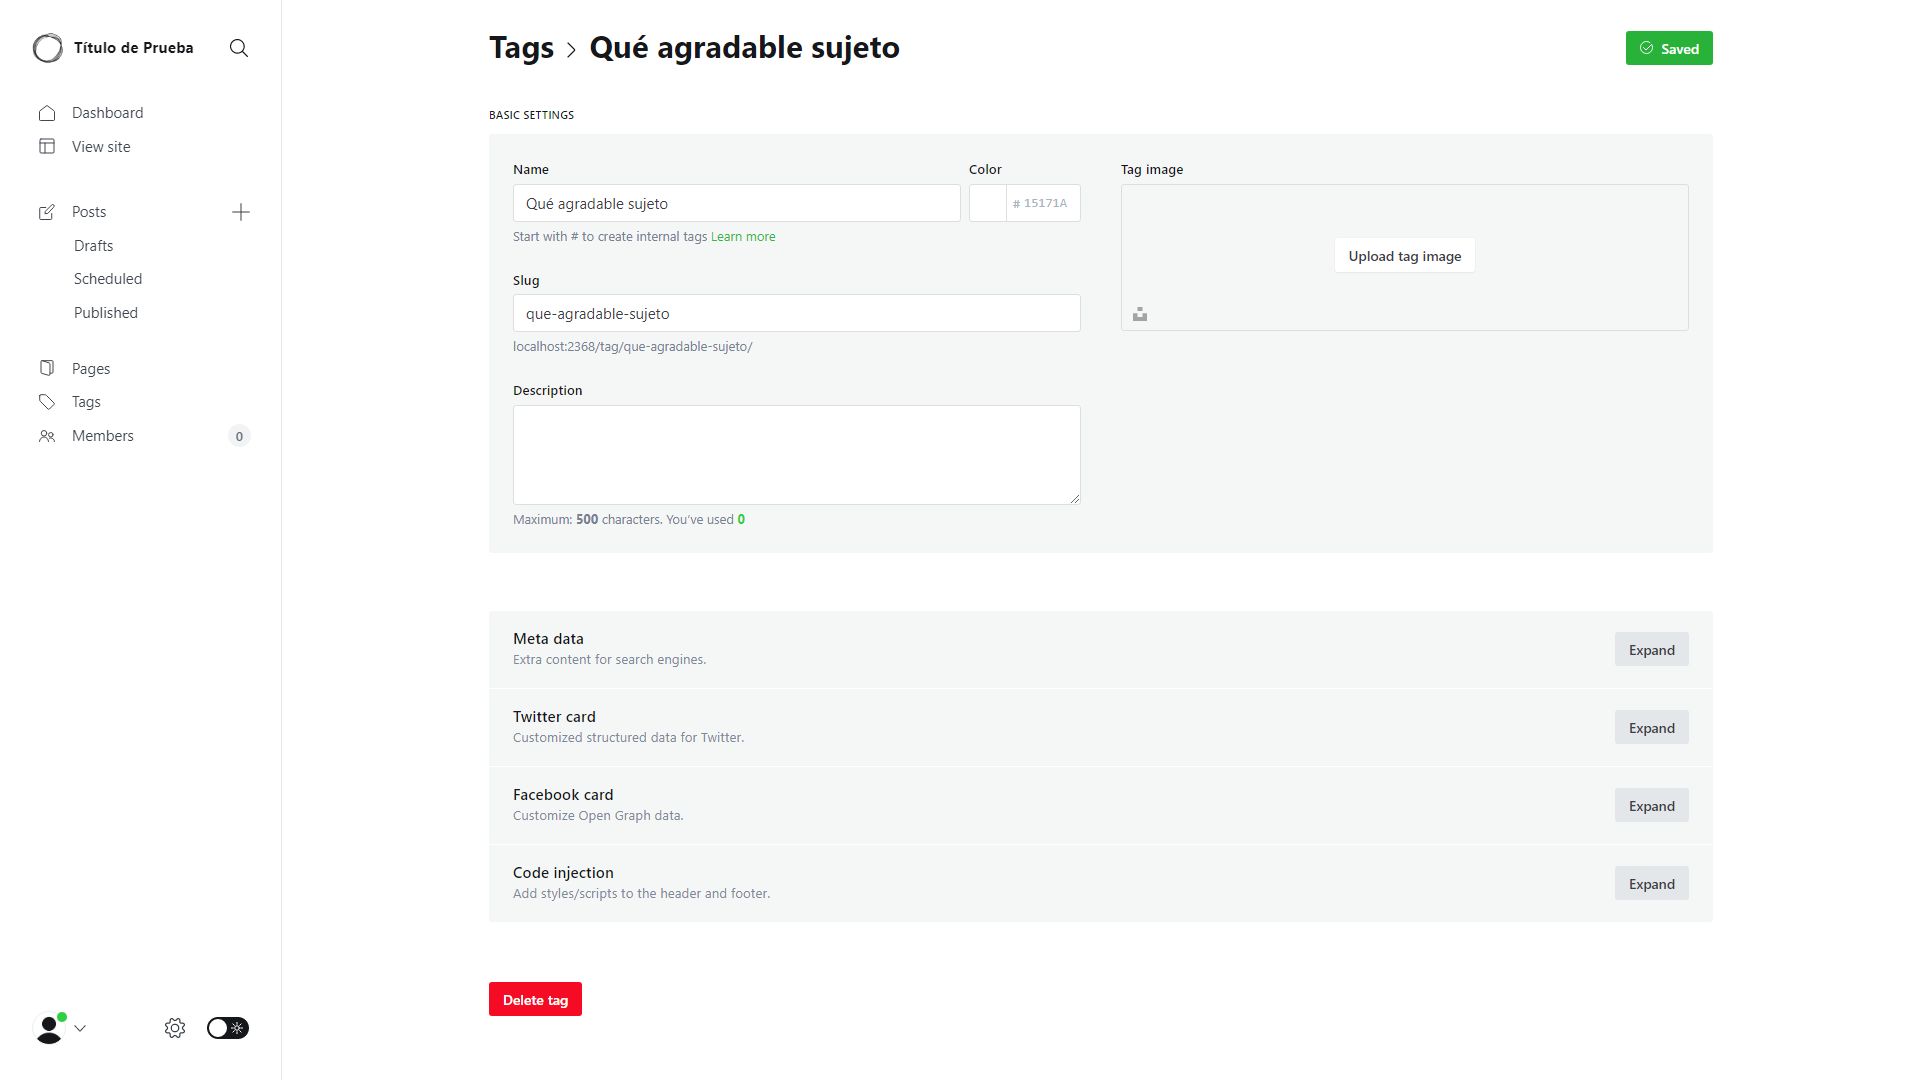 Título de Prueba
Dashboard
View site
Posts
Drafts
Scheduled
Published
Pages
Tags
Members 0
Tags > Qué agradable sujeto
Saved
BASIC SETTINGS
Name
Qué agradable sujeto
Start with # to create internal tags Learn more
Color
# 15171A
Slug
que-agradable-sujeto
localhost:2368/tag/que-agradable-sujeto/
Description
Maximum: 500 characters. You’ve used 0
Tag image
Upload tag image
Meta data
Extra content for search engines.
Expand
Twitter card
Customized structured data for Twitter.
Expand
Facebook card
Customize Open Graph data.
Expand
Code injection
Add styles/scripts to the header and footer.
Expand
Delete tag